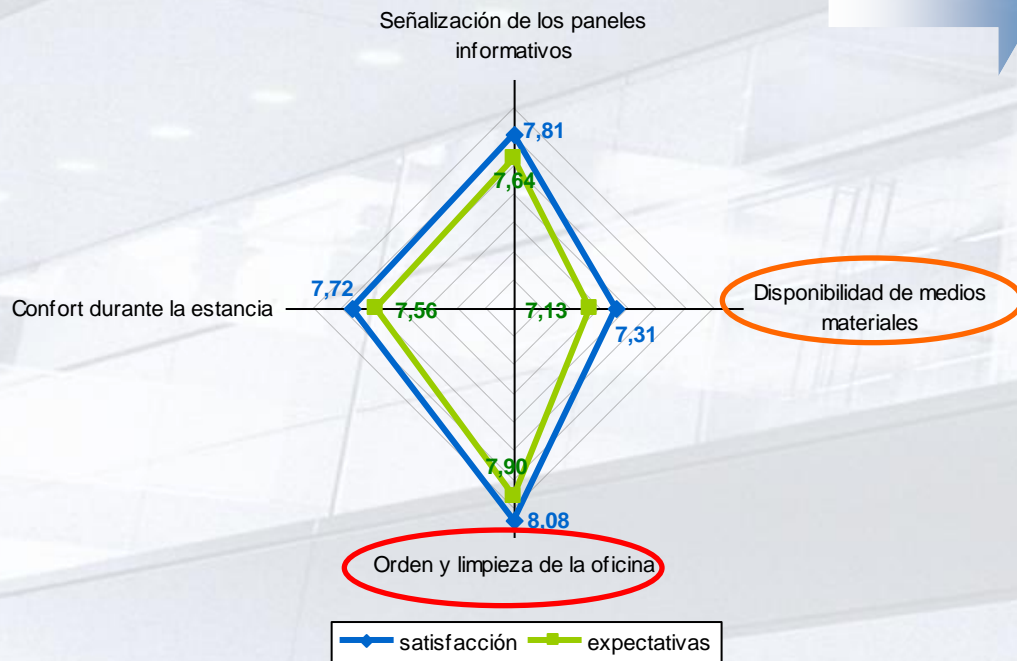 Señalización de los paneles
informativos
7,81
7,64
Confort durante la estancia
7,72
7,56
7,13
7,31
Disponibilidad de medios
materiales
7,90
8,08
Orden y limpieza de la oficina
satisfacción
expectativas